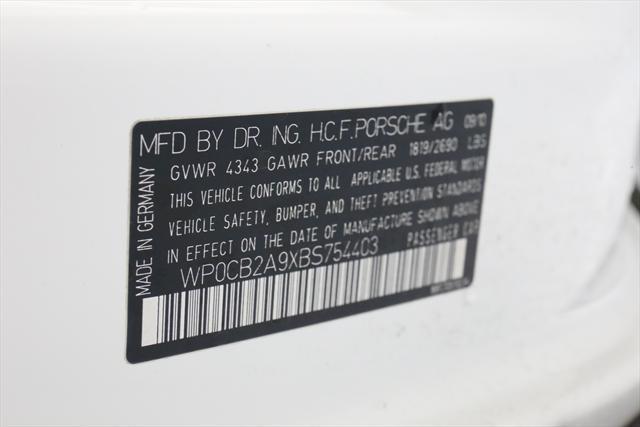 MFD BY DR. ING. H.C.F. PORSCHE AG 09/10
GVWR 4343 GAWR FRONT/REAR 1819/2690 LBS
THIS VEHICLE CONFORMS TO ALL APPLICABLE U.S. FEDERAL MOTOR
VEHICLE SAFETY, BUMPER, AND THEFT PREVENTION STANDARDS
IN EFFECT ON THE DATE OF MANUFACTURE SHOWN ABOVE
WP0CB2A9XBS754403 PASSENGER CAR
MADE IN GERMANY